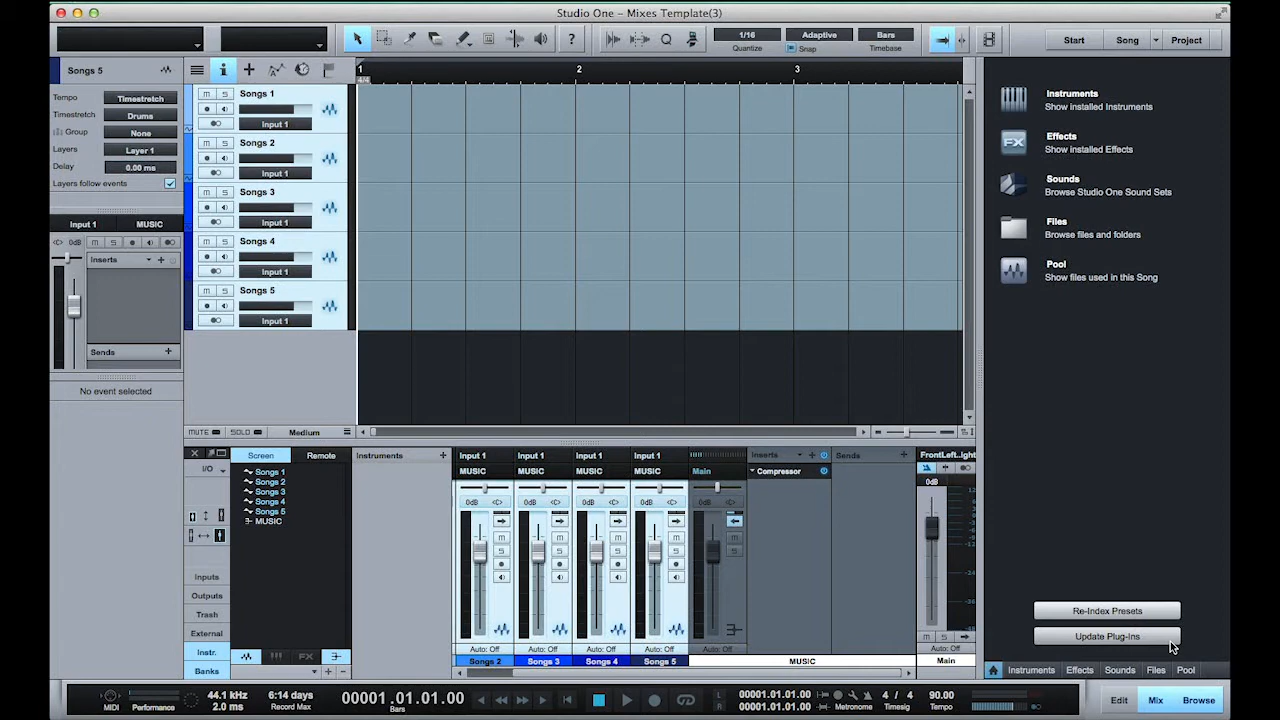 Studio One – Mixes Template(3)
1/16 Adaptive Bars
Quantize Snap Timebase
Start Song Project
Songs 5
1 2 3
4/4
Tempo Timestretch
Timestretch Drums
Group None
Layers Layer 1
Delay 0.00 ms
Layers follow events
Input 1 MUSIC
0dB M S
Inserts
Sends
No event selected
M S Songs 1
Input 1
M S Songs 2
Input 1
M S Songs 3
Input 1
M S Songs 4
Input 1
M S Songs 5
Input 1
MUTE SOLO Medium
Instruments
Show installed Instruments
FX
Effects
Show installed Effects
Sounds
Browse Studio One Sound Sets
Files
Browse files and folders
Pool
Show files used in this Song
Re-Index Presets
Update Plug-Ins
Instruments Effects Sounds Files Pool
I/O
Screen Remote
Songs 1
Songs 2
Songs 3
Songs 4
Songs 5
MUSIC
Inputs
Outputs
Trash
External
Instr.
Banks
FX
Instruments
Input 1 Input 1 Input 1 Input 1 Inserts Sends FrontLeft..ight
MUSIC MUSIC MUSIC MUSIC Main Compressor
0dB 0dB 0dB 0dB 0dB 0dB
M M M M M
S S S S S
12
-24
-36
M S
Auto: Off Auto: Off Auto: Off Auto: Off Auto: Off Auto: Off
Songs 2 Songs 3 Songs 4 Songs 5 MUSIC Main
MIDI
Performance
44.1 kHz
2.0 ms
6:14 days
Record Max
00001.01.01.00
Bars
L 00001.01.01.00
R 00001.01.01.00
Metronome
4 / 4
Timesig
90.00
Tempo
Edit Mix Browse